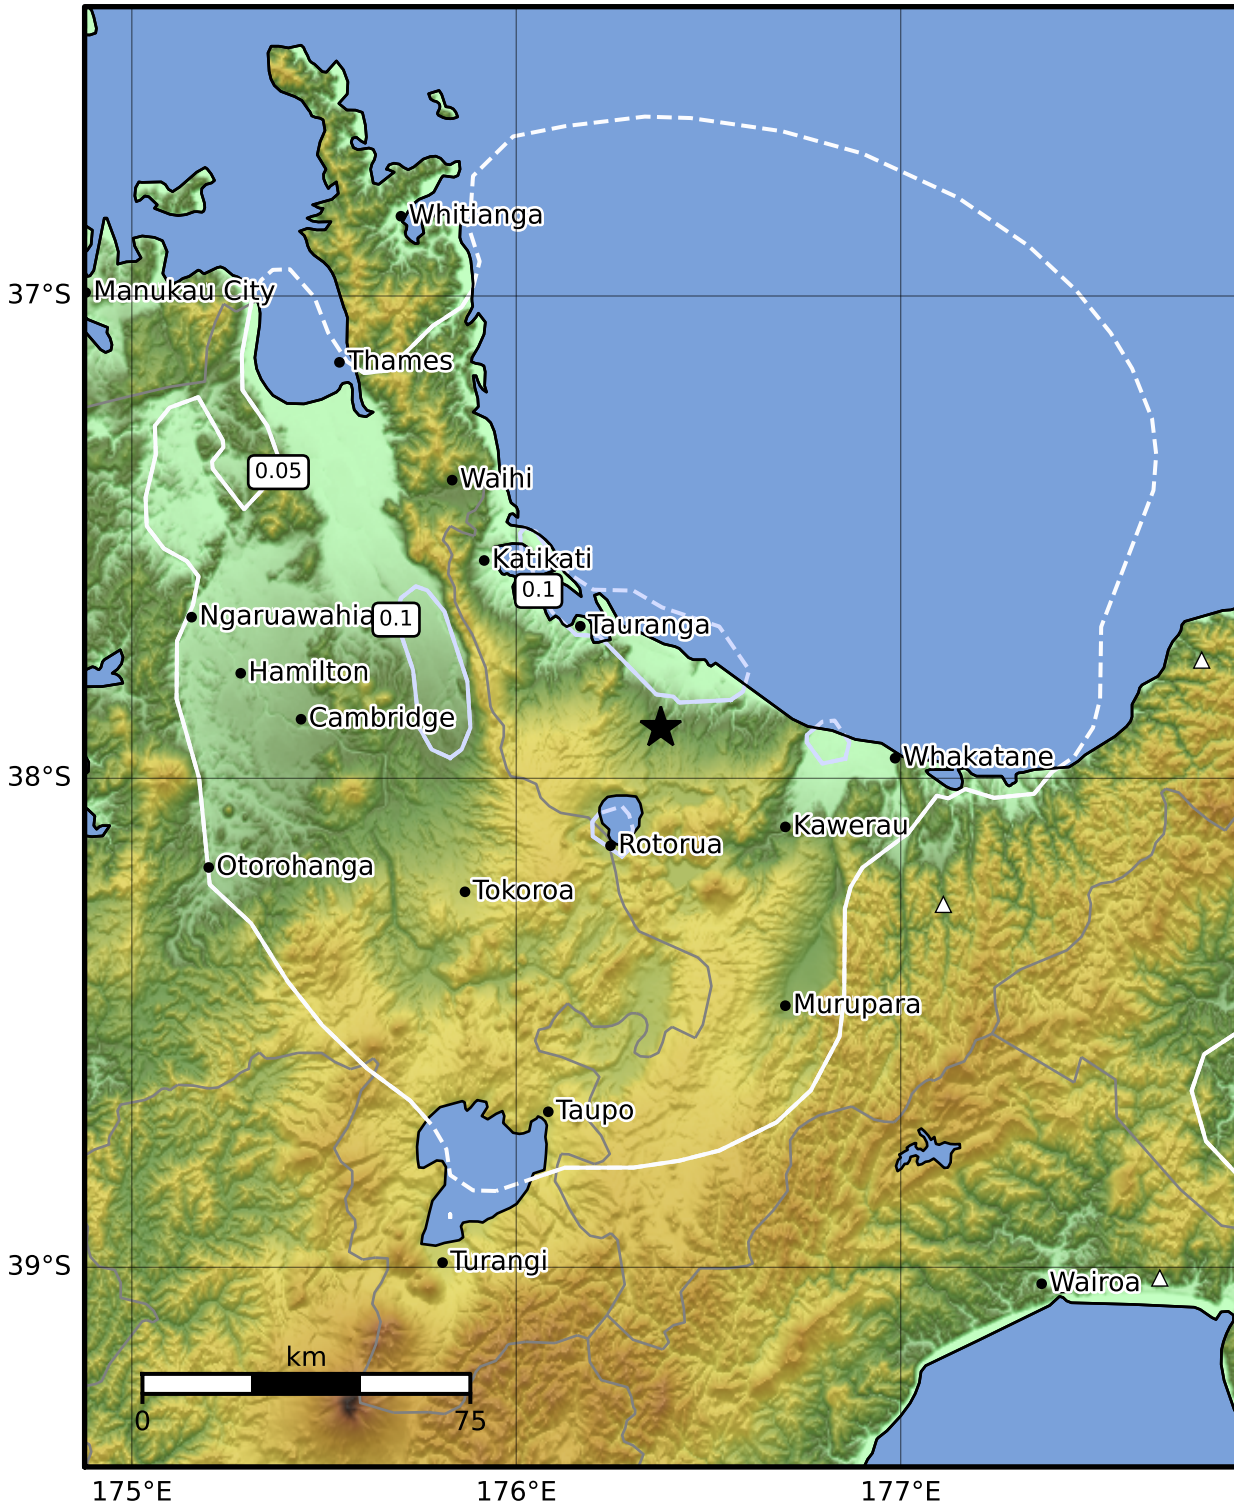 Whitianga
37°S
Manukau City
Thames
0.05
Waihi
Katikati
0.1
Ngaruawahia
0.1
Tauranga
Hamilton
Cambridge
Whakatane
38°S
Kawerau
Rotorua
Otorohanga
Tokoroa
Murupara
Taupo
39°S
Turangi
Wairoa
km
0
75
175°E
176°E
177°E